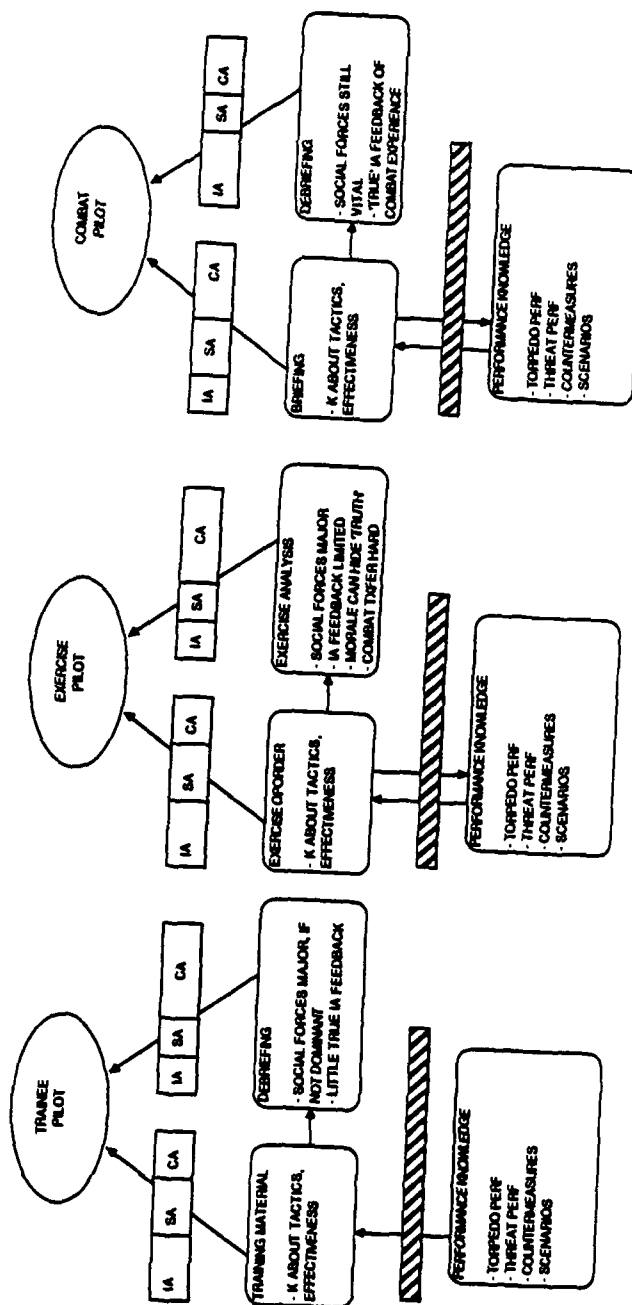 TRAINEE
PILOT
IA SA CA
IA SA CA
TRAINING MATERIAL
- K ABOUT TACTICS,
EFFECTIVENESS
DEBRIEFING
- SOCIAL FORCES MAJOR, IF
NOT DOMINANT
- LITTLE TRUE IA FEEDBACK
PERFORMANCE KNOWLEDGE
- TORPEDO PERF
- THREAT PERF
- COUNTERMEASURES
- SCENARIOS
EXERCISE
PILOT
IA SA CA
IA SA CA
EXERCISE OPORDER
- K ABOUT TACTICS,
EFFECTIVENESS
EXERCISE ANALYSIS
- SOCIAL FORCES MAJOR
- IA FEEDBACK LIMITED
- MORALE CAN HIDE 'TRUTH'
- COMBAT TXFER HARD
PERFORMANCE KNOWLEDGE
- TORPEDO PERF
- THREAT PERF
- COUNTERMEASURES
- SCENARIOS
COMBAT
PILOT
IA SA CA
IA SA CA
BRIEFING
- K ABOUT TACTICS,
EFFECTIVENESS
DEBRIEFING
- SOCIAL FORCES STILL
VITAL
- 'TRUE' IA FEEDBACK OF
COMBAT EXPERIENCE
PERFORMANCE KNOWLEDGE
- TORPEDO PERF
- THREAT PERF
- COUNTERMEASURES
- SCENARIOS